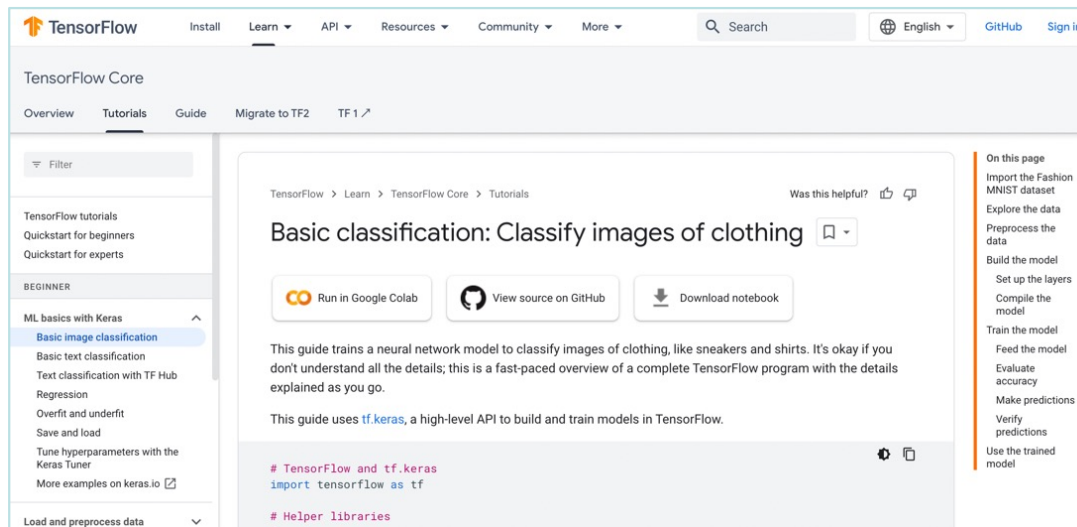 TensorFlow
Install
Learn
API
Resources
Community
More
Search
English
GitHub
TensorFlow Core
Overview
Tutorials
Guide
Migrate to TF2
TF 1
Filter
TensorFlow tutorials
Quickstart for beginners
Quickstart for experts
BEGINNER
ML basics with Keras
Basic image classification
Basic text classification
Text classification with TF Hub
Regression
Overfit and underfit
Save and load
Tune hyperparameters with the
Keras Tuner
More examples on keras.io
Load and preprocess data
TensorFlow > Learn > TensorFlow Core > Tutorials
Was this helpful?
Basic classification: Classify images of clothing
Run in Google Colab
View source on GitHub
Download notebook
This guide trains a neural network model to classify images of clothing, like sneakers and shirts. It's okay if you
don't understand all the details; this is a fast-paced overview of a complete TensorFlow program with the details
explained as you go.
This guide uses tf.keras, a high-level API to build and train models in TensorFlow.
# TensorFlow and tf.keras
import tensorflow as tf
# Helper libraries
On this page
Import the Fashion
MNIST dataset
Explore the data
Preprocess the
data
Build the model
Set up the layers
Compile the
model
Train the model
Feed the model
Evaluate
accuracy
Make predictions
Verify
predictions
Use the trained
model